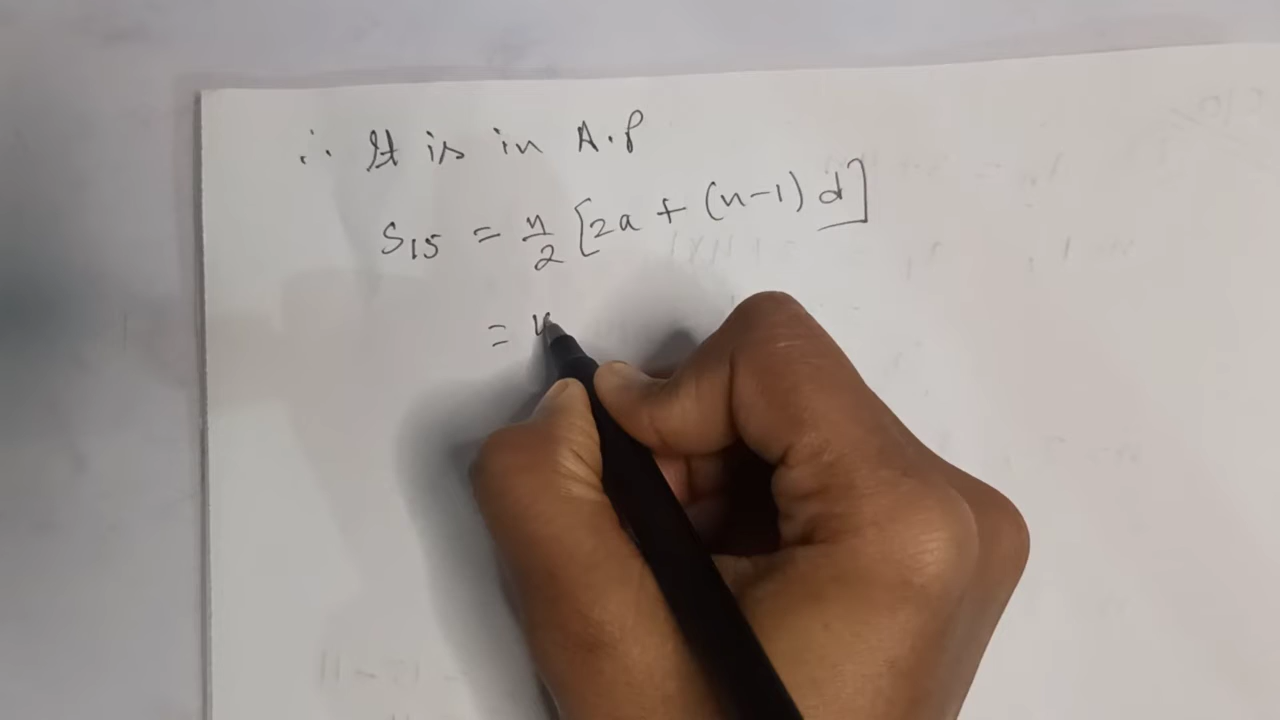 ∴ It is in A.P
S₁₅ = n/2 [2a + (n-1) d]
= n